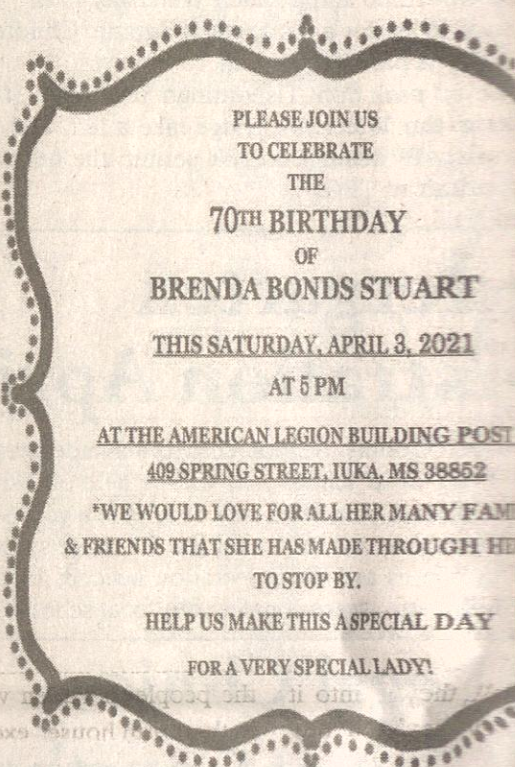 PLEASE JOIN US
TO CELEBRATE
THE
70TH BIRTHDAY
OF
BRENDA BONDS STUART
THIS SATURDAY, APRIL 3, 2021
AT 5 PM
AT THE AMERICAN LEGION BUILDING POST
409 SPRING STREET, IUKA, MS 38852
*WE WOULD LOVE FOR ALL HER MANY FAMI
& FRIENDS THAT SHE HAS MADE THROUGH HE
TO STOP BY.
HELP US MAKE THIS A SPECIAL DAY
FOR A VERY SPECIAL LADY!